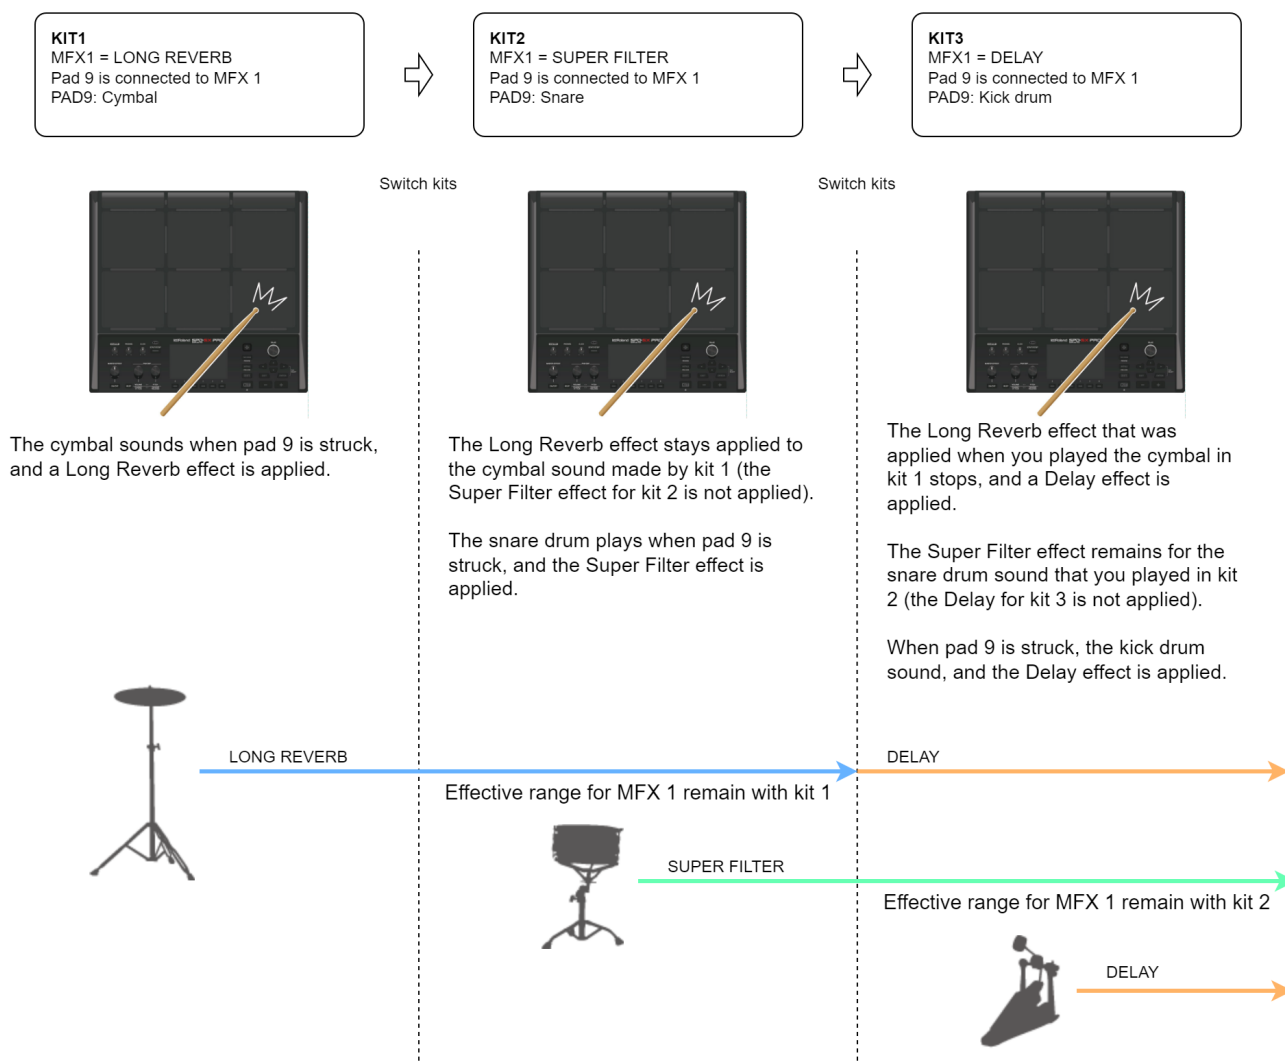 KIT1
MFX1 = LONG REVERB
Pad 9 is connected to MFX 1
PAD9: Cymbal
KIT2
MFX1 = SUPER FILTER
Pad 9 is connected to MFX 1
PAD9: Snare
KIT3
MFX1 = DELAY
Pad 9 is connected to MFX 1
PAD9: Kick drum
Switch kits
Switch kits
The cymbal sounds when pad 9 is struck,
and a Long Reverb effect is applied.
The Long Reverb effect stays applied to
the cymbal sound made by kit 1 (the
Super Filter effect for kit 2 is not applied).
The snare drum plays when pad 9 is
struck, and the Super Filter effect is
applied.
The Long Reverb effect that was
applied when you played the cymbal in
kit 1 stops, and a Delay effect is
applied.
The Super Filter effect remains for the
snare drum sound that you played in kit
2 (the Delay for kit 3 is not applied).
When pad 9 is struck, the kick drum
sound, and the Delay effect is applied.
LONG REVERB
DELAY
Effective range for MFX 1 remain with kit 1
SUPER FILTER
Effective range for MFX 1 remain with kit 2
DELAY